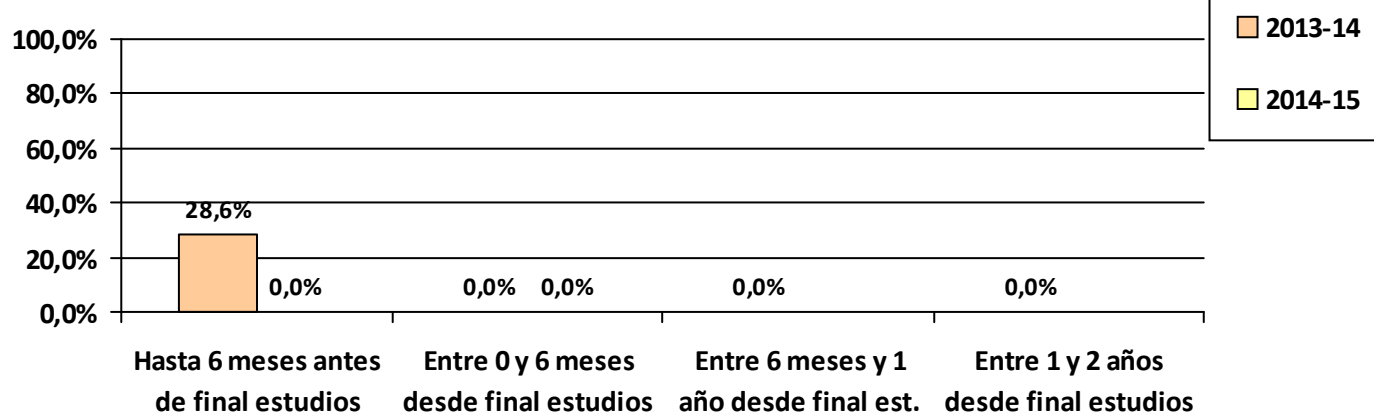 2013-14
2014-15
100,0%
80,0%
60,0%
40,0%
20,0%
0,0%
28,6%
0,0%
0,0% 0,0%
0,0%
0,0%
Hasta 6 meses antes
de final estudios
Entre 0 y 6 meses
desde final estudios
Entre 6 meses y 1
año desde final est.
Entre 1 y 2 años
desde final estudios